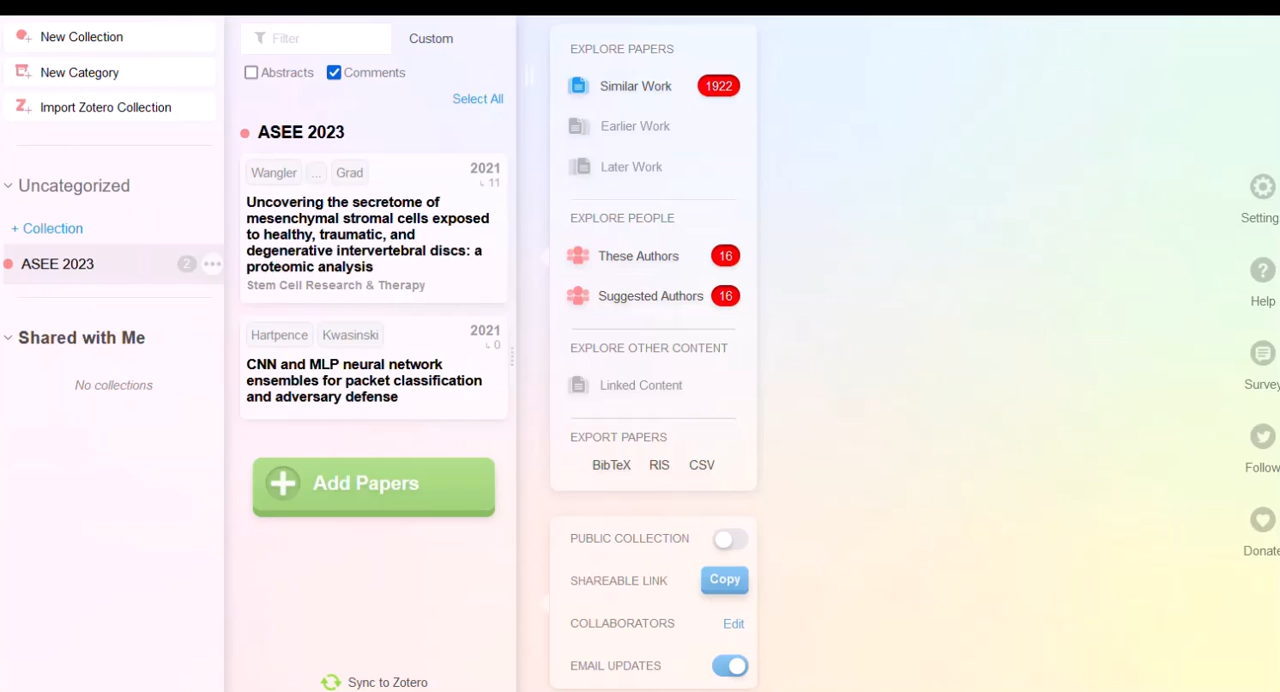 New Collection
New Category
Import Zotero Collection
Uncategorized
+ Collection
ASEE 2023
2
Shared with Me
No collections
Filter
Custom
Abstracts
Comments
Select All
ASEE 2023
Wangler
...
Grad
2021
11
Uncovering the secretome of
mesenchymal stromal cells exposed
to healthy, traumatic, and
degenerative intervertebral discs: a
proteomic analysis
Stem Cell Research & Therapy
Hartpence
Kwasinski
2021
0
CNN and MLP neural network
ensembles for packet classification
and adversary defense
Add Papers
Sync to Zotero
EXPLORE PAPERS
Similar Work
1922
Earlier Work
Later Work
EXPLORE PEOPLE
These Authors
16
Suggested Authors
16
EXPLORE OTHER CONTENT
Linked Content
EXPORT PAPERS
BibTeX RIS CSV
PUBLIC COLLECTION
SHAREABLE LINK
Copy
COLLABORATORS
Edit
EMAIL UPDATES
Setting
Help
Survey
Follow
Donate